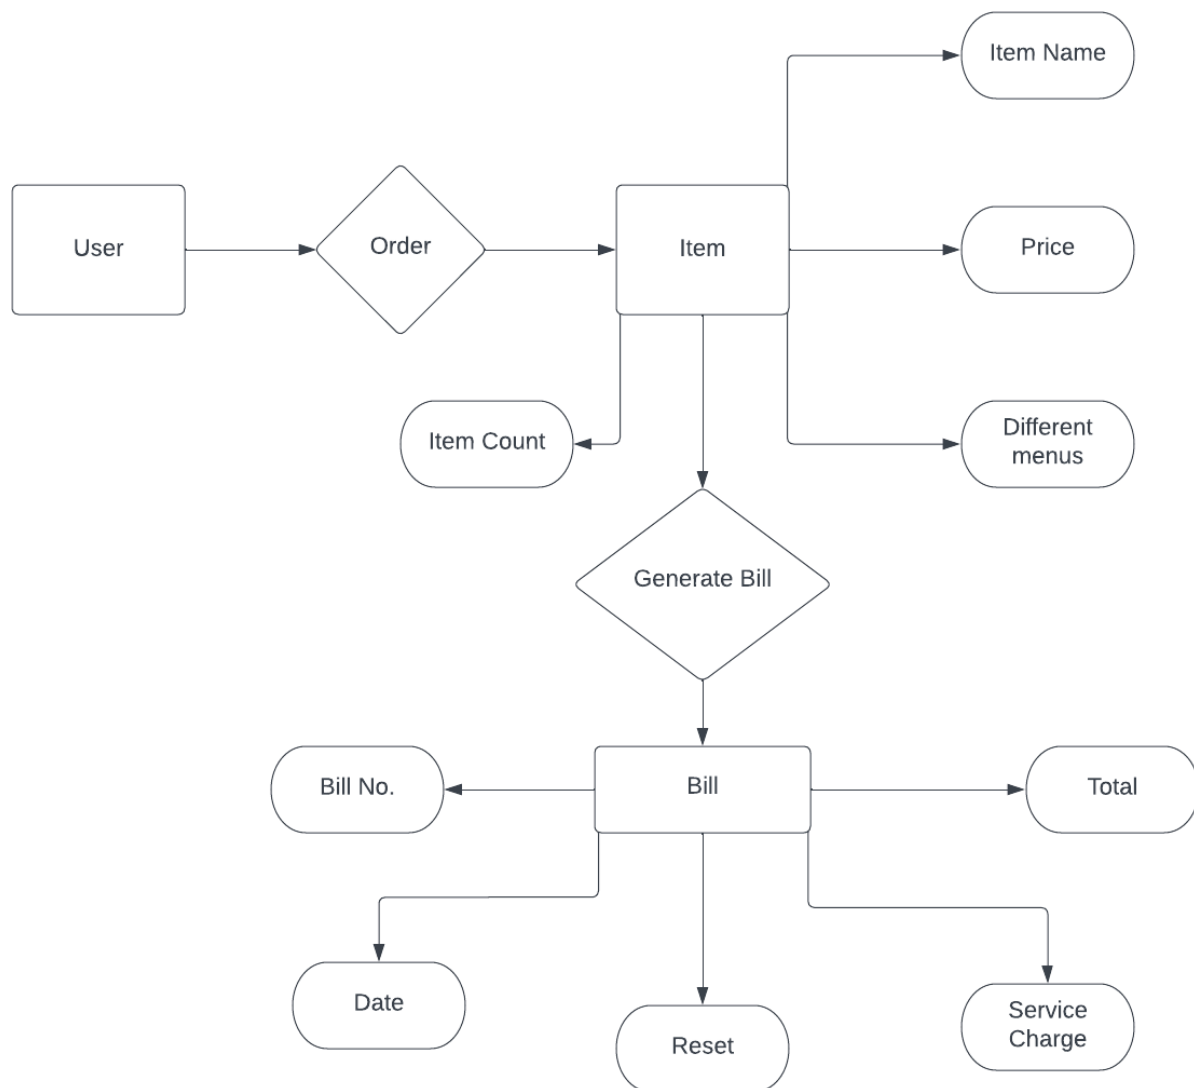 Item Name
User
Order
Item
Price
Item Count
Different
menus
Generate Bill
Bill No.
Bill
Total
Date
Reset
Service
Charge